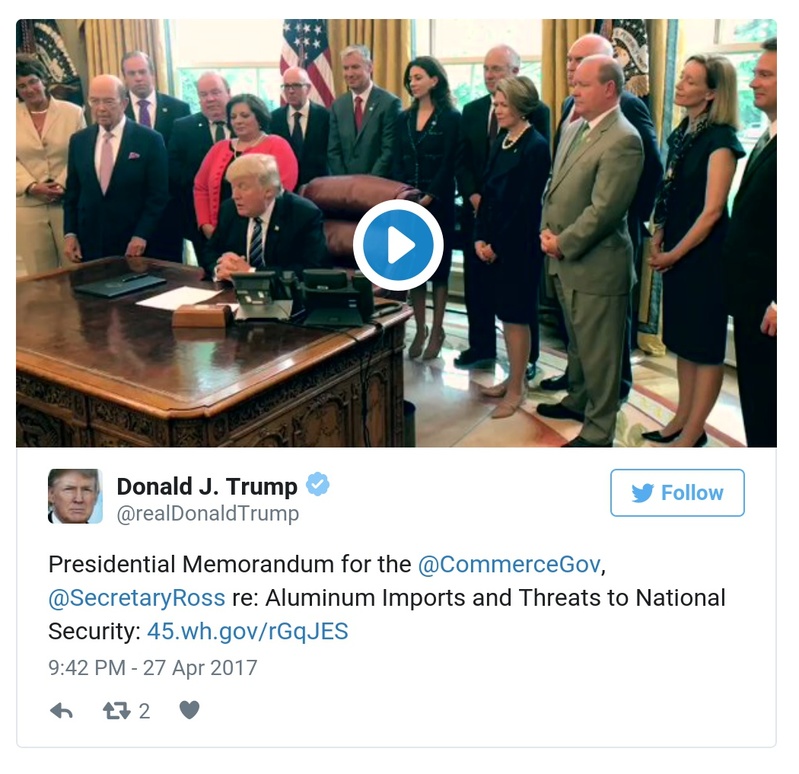 Donald J. Trump
@realDonaldTrump
Follow
Presidential Memorandum for the @CommerceGov,
@SecretaryRoss re: Aluminum Imports and Threats to National
Security: 45.wh.gov/rGqJES
9:42 PM - 27 Apr 2017
2